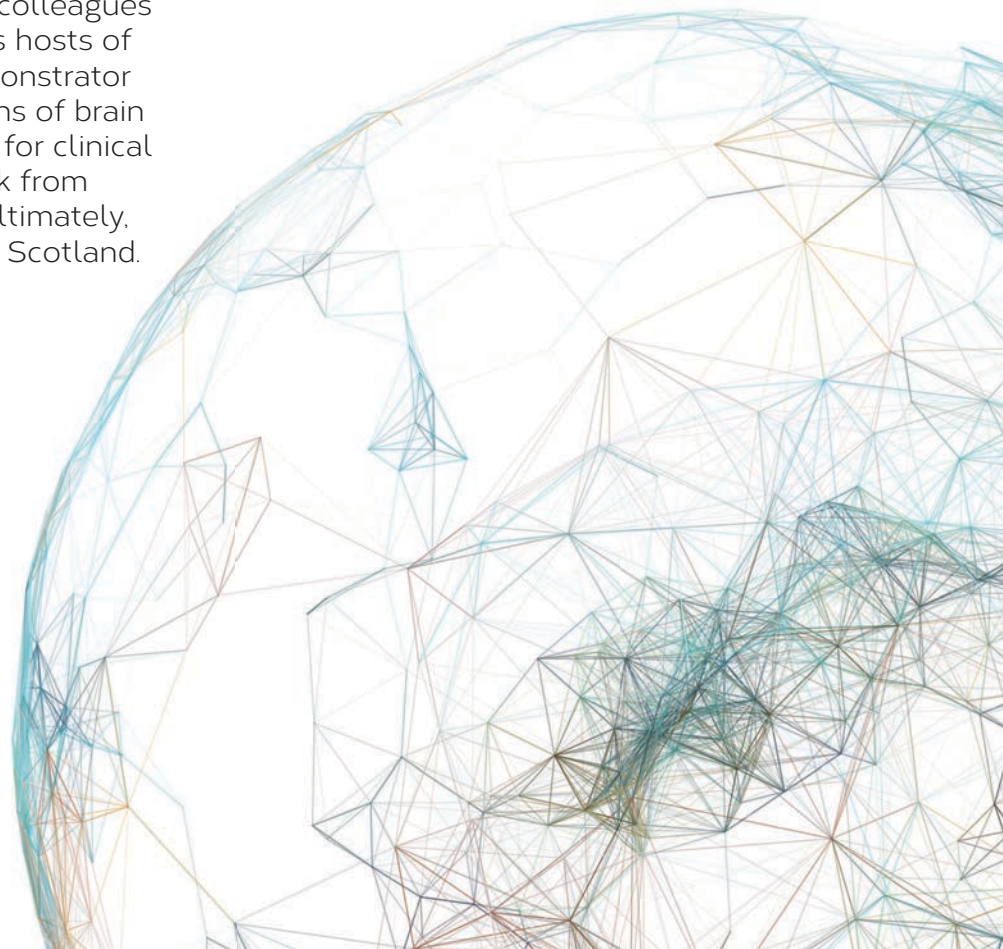 colleagues
s hosts of
onstrator
ns of brain
for clinical
k from
ltimately,
Scotland.